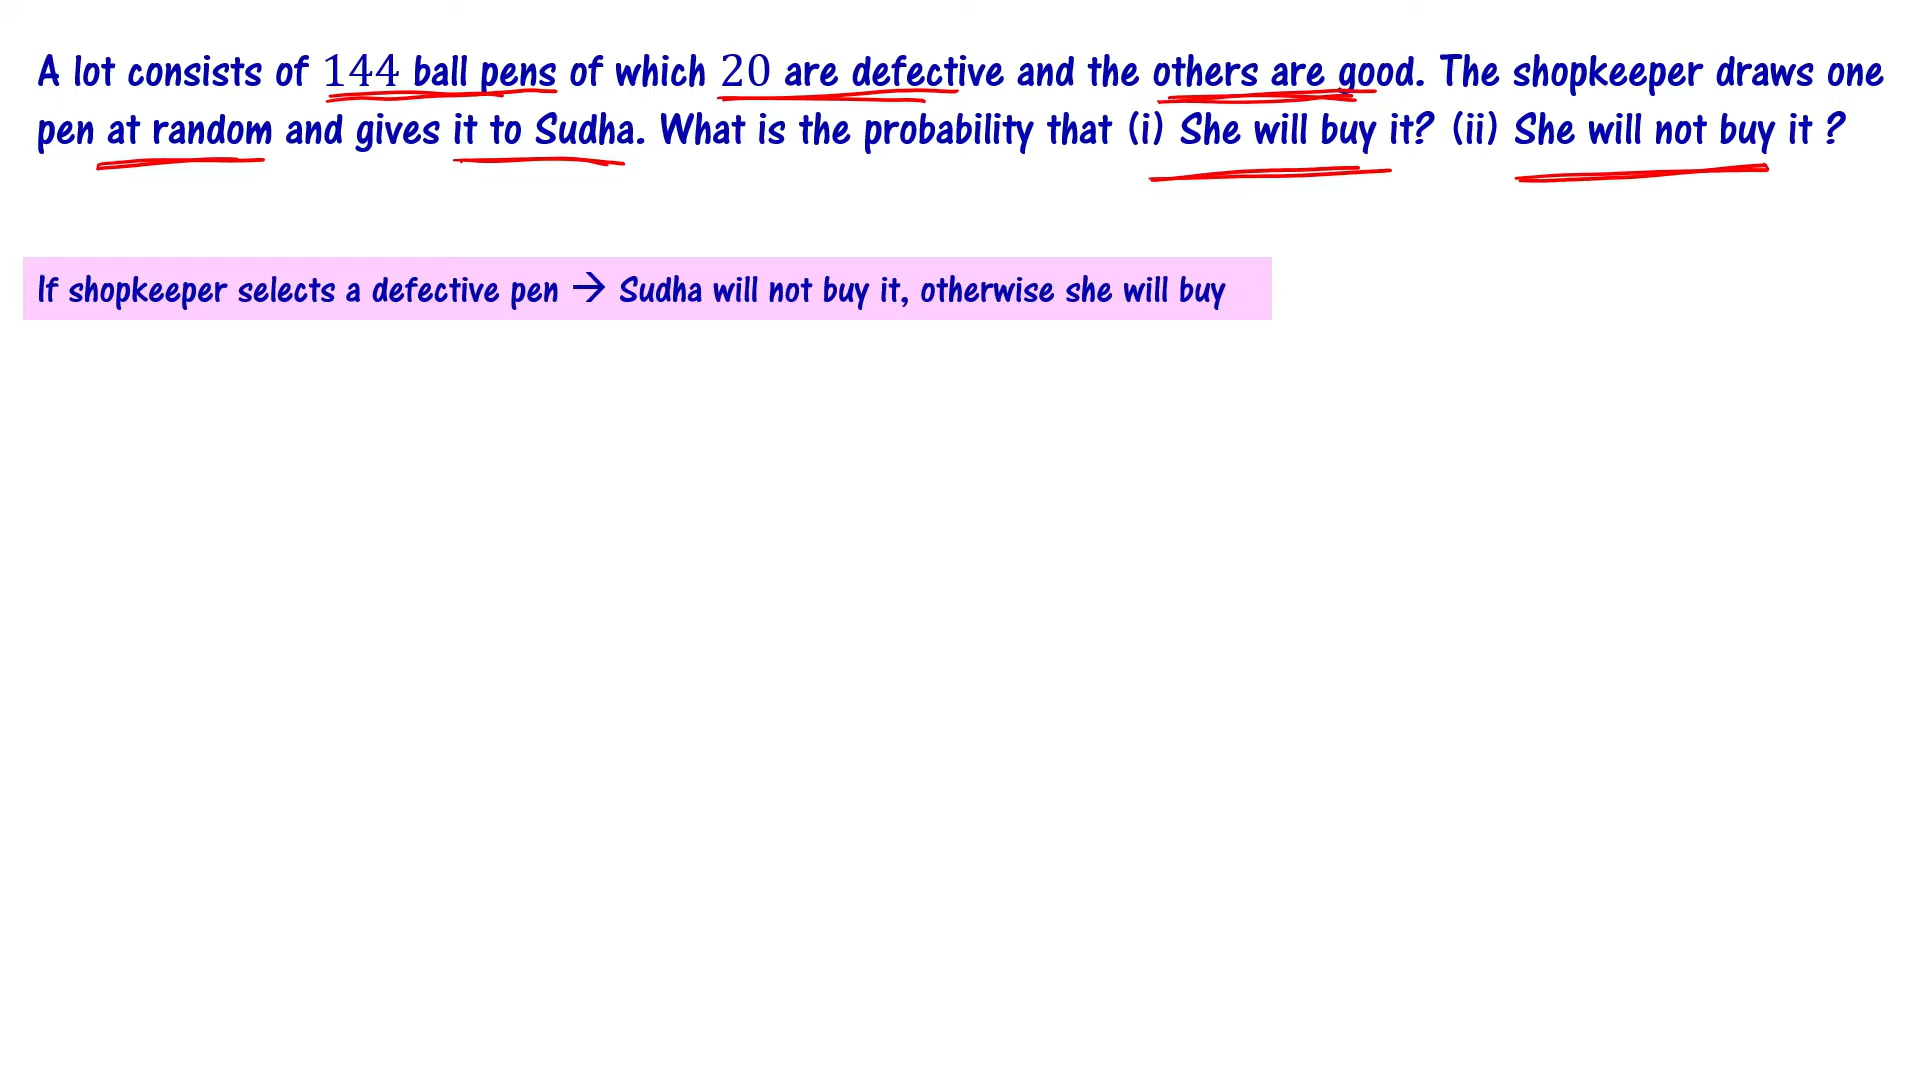 A lot consists of 144 ball pens of which 20 are defective and the others are good. The shopkeeper draws one
pen at random and gives it to Sudha. What is the probability that (i) She will buy it? (ii) She will not buy it ?
If shopkeeper selects a defective pen → Sudha will not buy it, otherwise she will buy